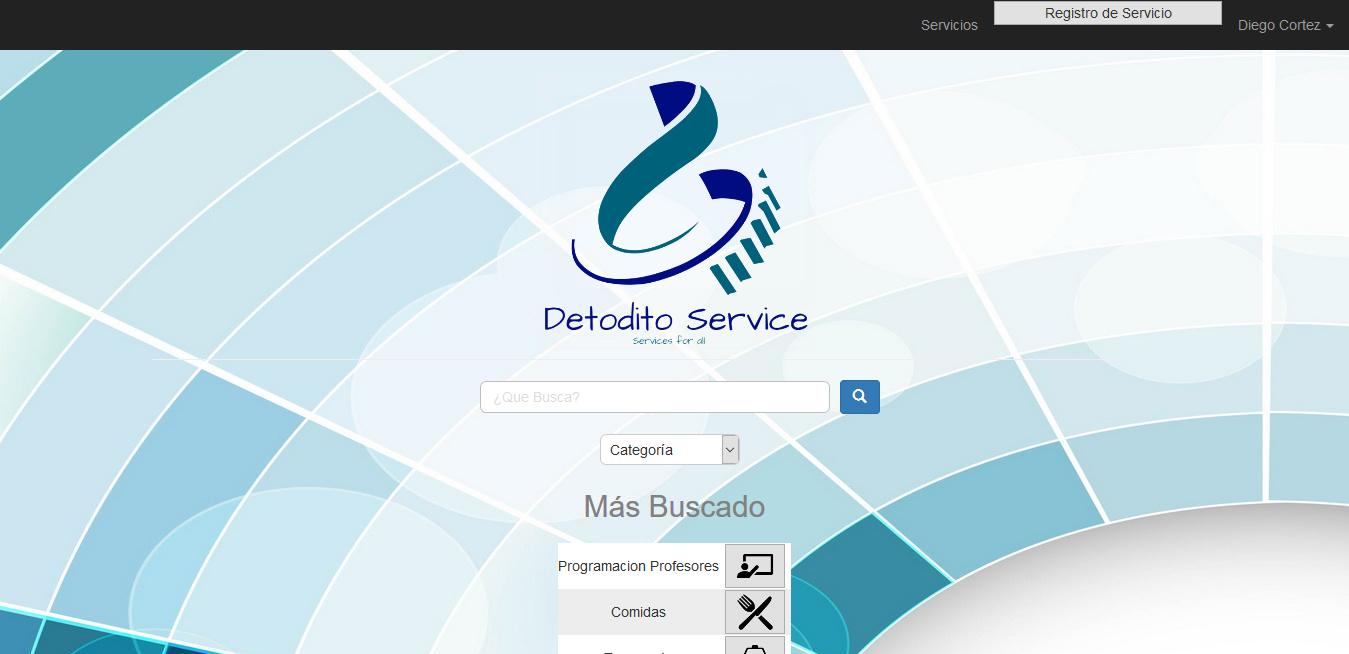 Servicios
Registro de Servicio
Diego Cortez
Detodito Service
Services for all
¿Que Busca?
Categoría
Más Buscado
Programacion Profesores
Comidas